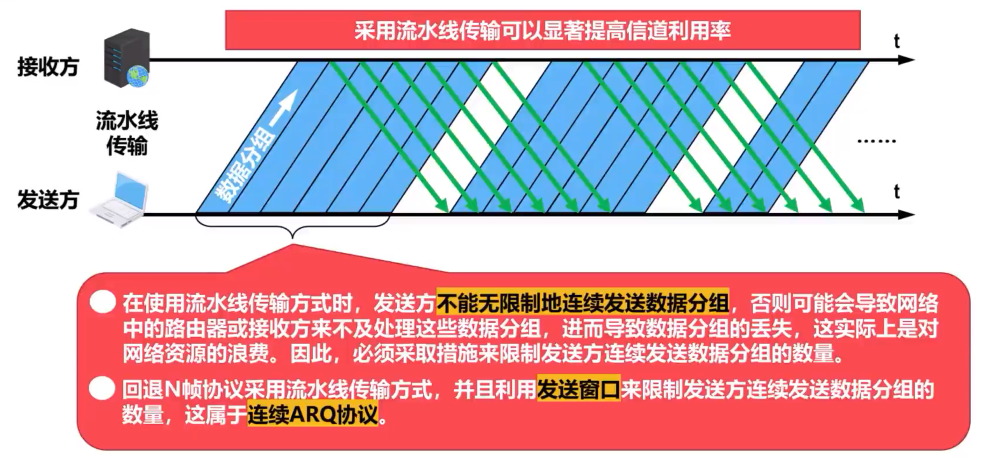 采用流水线传输可以显著提高信道利用率
t
接收方
流水线
传输
数据分组
……
发送方
t
在使用流水线传输方式时，发送方不能无限制地连续发送数据分组，否则可能会导致网络
中的路由器或接收方来不及处理这些数据分组，进而导致数据分组的丢失，这实际上是对
网络资源的浪费。因此，必须采取措施来限制发送方连续发送数据分组的数量。
回退N帧协议采用流水线传输方式，并且利用发送窗口来限制发送方连续发送数据分组的
数量，这属于连续ARQ协议。